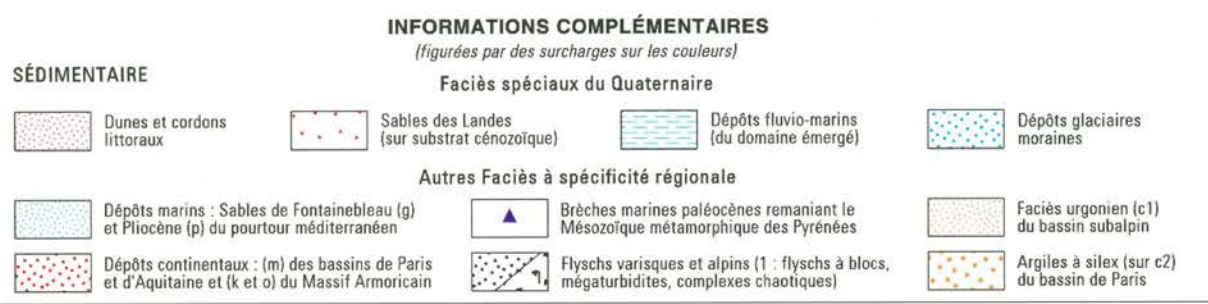 INFORMATIONS COMPLÉMENTAIRES
(figurées par des surcharges sur les couleurs)
SÉDIMENTAIRE
Faciès spéciaux du Quaternaire
Dunes et cordons
littoraux
Sables des Landes
(sur substrat cénozoïque)
Dépôts fluvio-marins
(du domaine émergé)
Dépôts glaciaires
moraines
Autres Faciès à spécificité régionale
Dépôts marins : Sables de Fontainebleau (g)
et Pliocène (p) du pourtour méditerranéen
Brèches marines paléocènes remaniant le
Mésozoïque métamorphique des Pyrénées
Faciès urgonien (c1)
du bassin subalpin
Dépôts continentaux : (m) des bassins de Paris
et d'Aquitaine et (k et o) du Massif Armoricain
1
Flyschs varisques et alpins (1 : flyschs à blocs,
mégaturbidites, complexes chaotiques)
Argiles à silex (sur c2)
du bassin de Paris